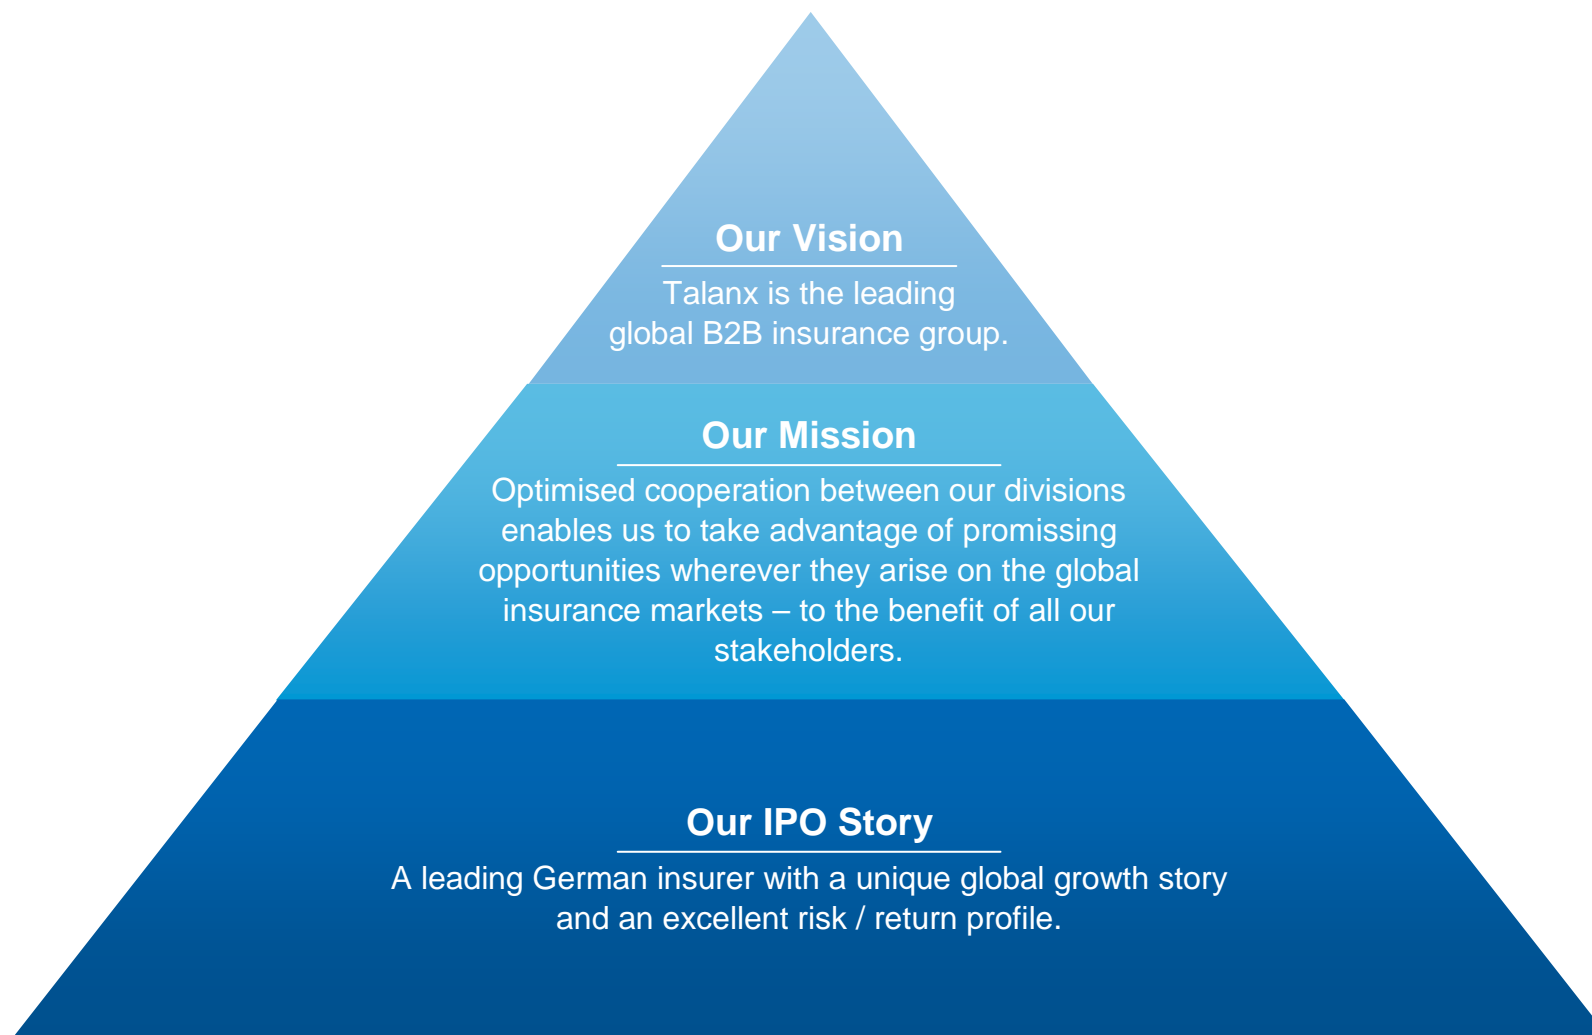 Our Vision
Talanx is the leading
global B2B insurance group.
Our Mission
Optimised cooperation between our divisions
enables us to take advantage of promissing
opportunities wherever they arise on the global
insurance markets – to the benefit of all our
stakeholders.
Our IPO Story
A leading German insurer with a unique global growth story
and an excellent risk / return profile.